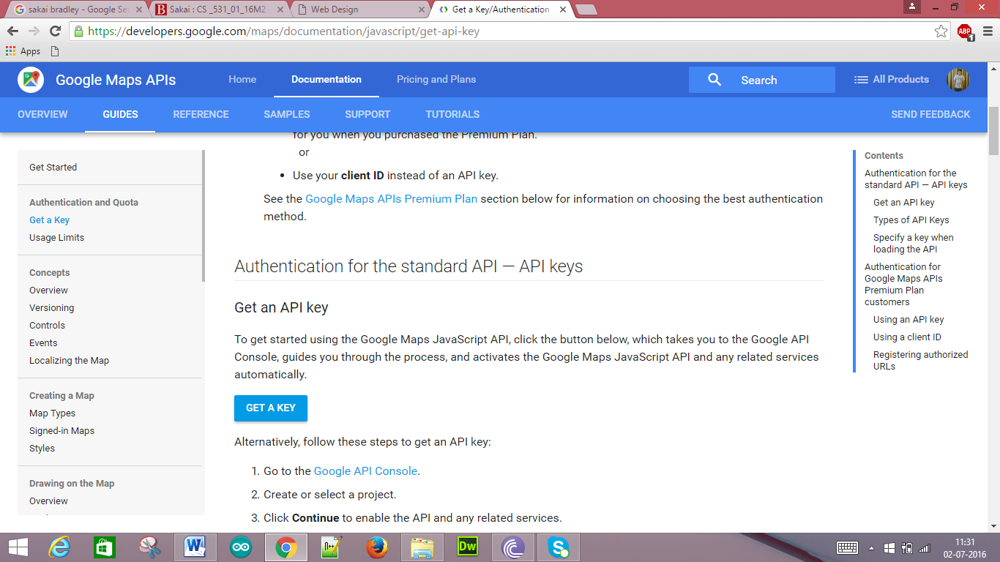 sakai bradley - Google Se
Sakai : CS _531_01_16M2
Web Design
Get a Key/Authentication
https://developers.google.com/maps/documentation/javascript/get-api-key
ABP
1
Apps
Google Maps APIs
Home
Documentation
Pricing and Plans
Search
All Products
OVERVIEW
GUIDES
REFERENCE
SAMPLES
SUPPORT
TUTORIALS
SEND FEEDBACK
Get Started
Authentication and Quota
Get a Key
Usage Limits
Concepts
Overview
Versioning
Controls
Events
Localizing the Map
Creating a Map
Map Types
Signed-in Maps
Styles
Drawing on the Map
Overview
for you when you purchased the Premium Plan.
or
• Use your client ID instead of an API key.
See the Google Maps APIs Premium Plan section below for information on choosing the best authentication
method.
Authentication for the standard API — API keys
Get an API key
To get started using the Google Maps JavaScript API, click the button below, which takes you to the Google API
Console, guides you through the process, and activates the Google Maps JavaScript API and any related services
automatically.
GET A KEY
Alternatively, follow these steps to get an API key:
1. Go to the Google API Console.
2. Create or select a project.
3. Click Continue to enable the API and any related services.
Contents
Authentication for the
standard API — API keys
Get an API key
Types of API Keys
Specify a key when
loading the API
Authentication for
Google Maps APIs
Premium Plan
customers
Using an API key
Using a client ID
Registering authorized
URLs
Dw
11:31
02-07-2016